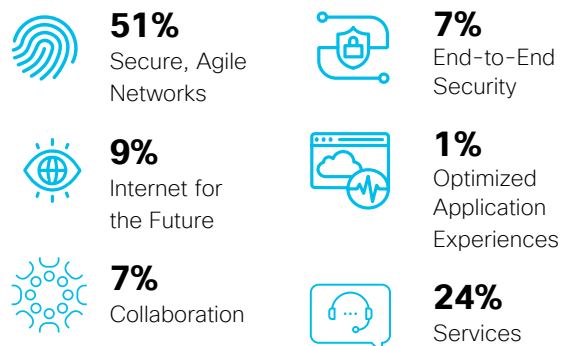 51%
Secure, Agile
Networks
9%
Internet for
the Future
7%
Collaboration
7%
End-to-End
Security
1%
Optimized
Application
Experiences
24%
Services